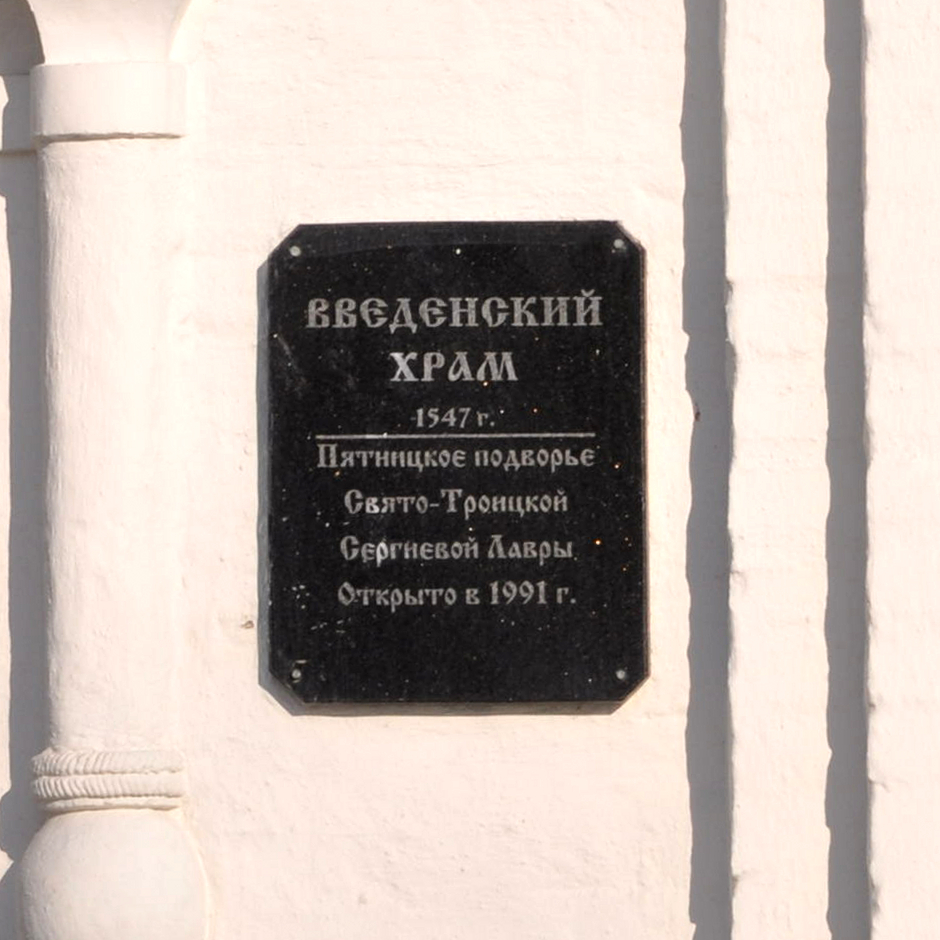 ВВЕДЕНСКИЙ
ХРАМ
1547 г.
Пятницкое подворье
Свято-Троицкой
Сергиевой Лавры
Открыто в 1991 г.